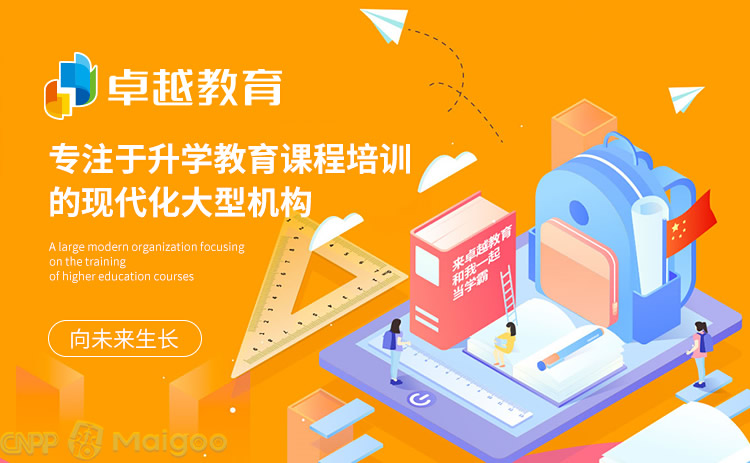 卓越教育
专注于升学教育课程培训
的现代化大型机构
A large modern organization focusing
on the training
of higher education courses
向未来生长
来卓越教育
和我一起
当学霸
CNPP Maigoo